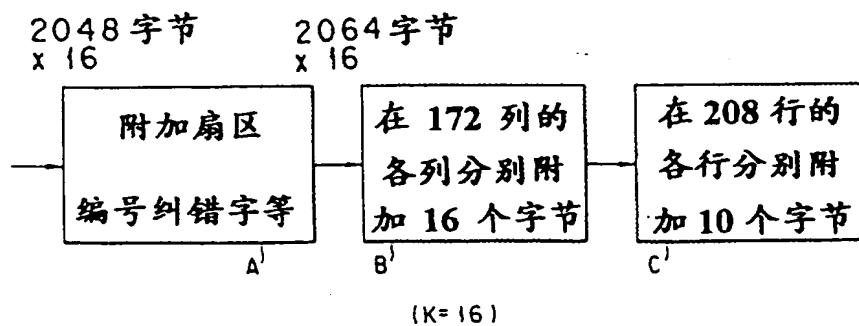 2048字节
x 16
2064字节
x 16
附加扇区
编号纠错字等
A'
在 172 列的
各列分别附
加 16 个字节
B'
在 208 行的
各行分别附
加 10 个字节
C'
(K=16)